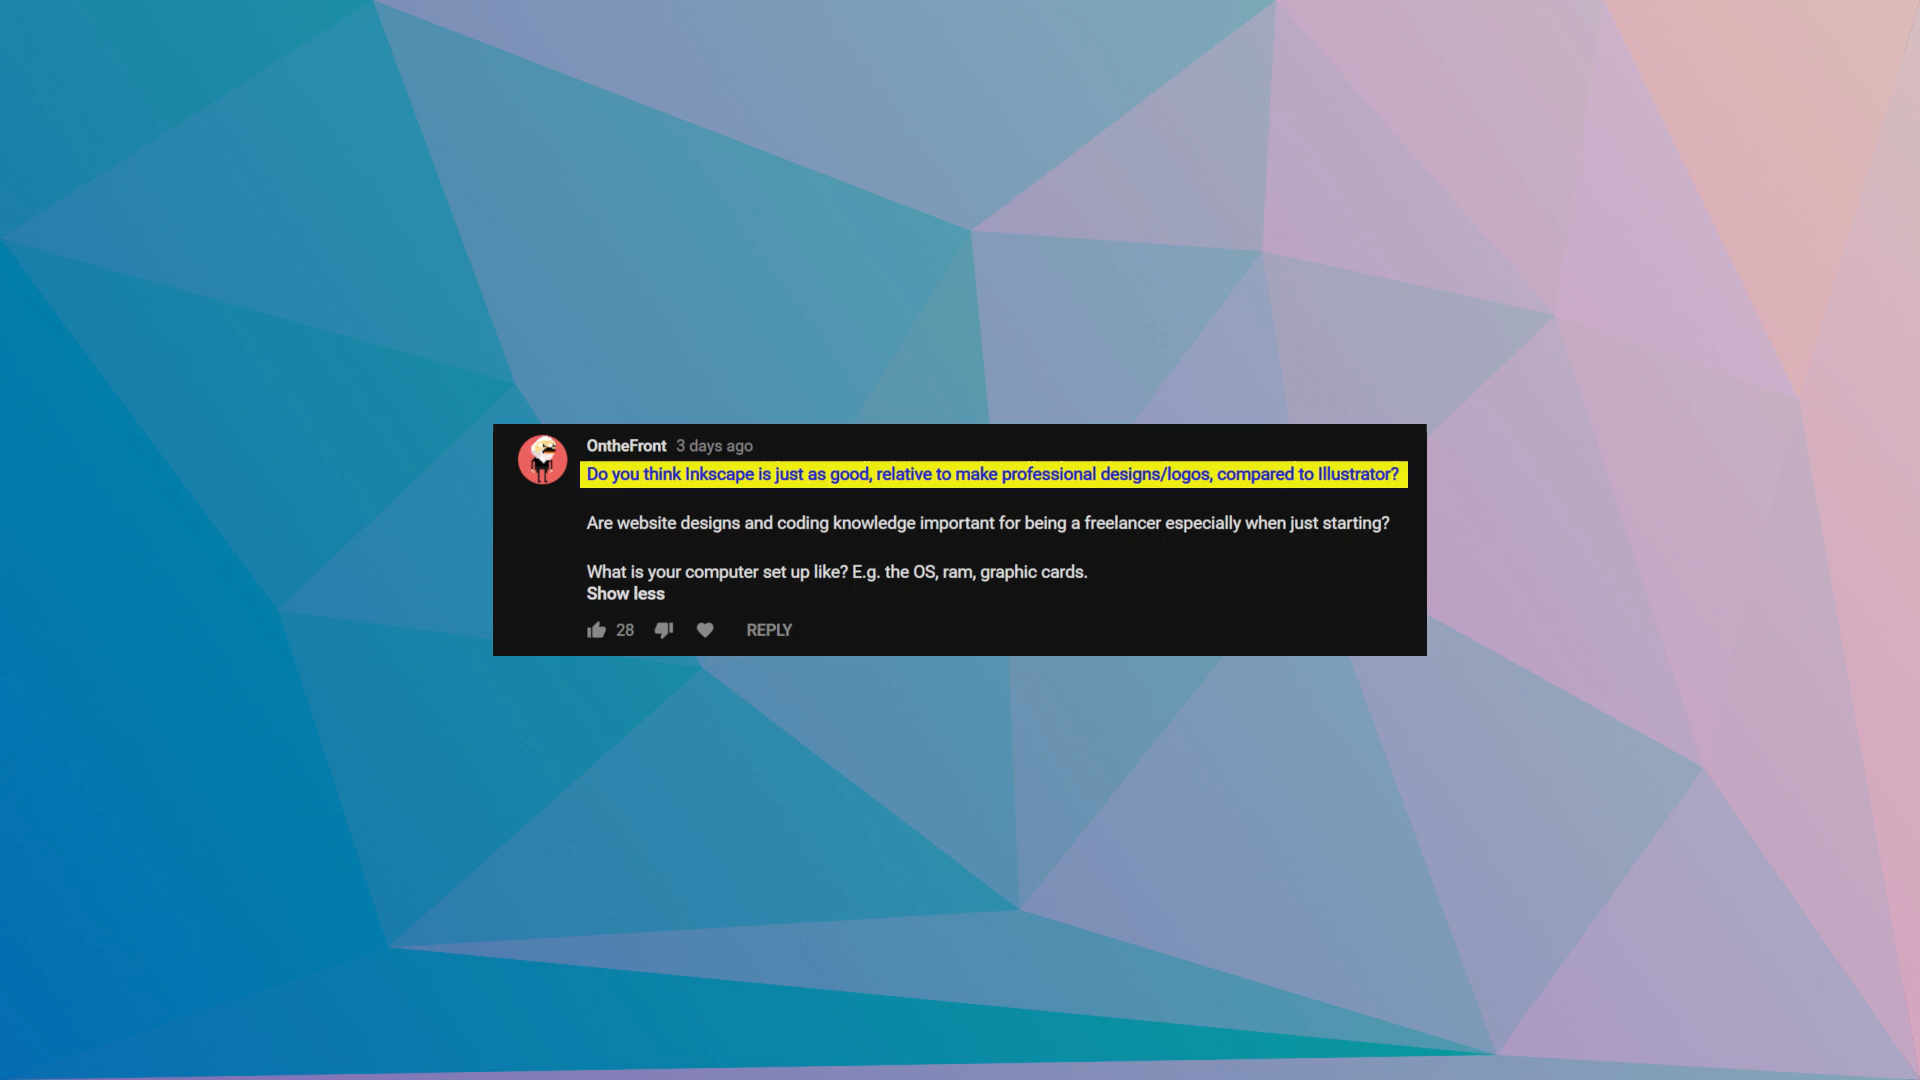 OntheFront 3 days ago
Do you think Inkscape is just as good, relative to make professional designs/logos, compared to Illustrator?
Are website designs and coding knowledge important for being a freelancer especially when just starting?
What is your computer set up like? E.g. the OS, ram, graphic cards.
Show less
28 REPLY